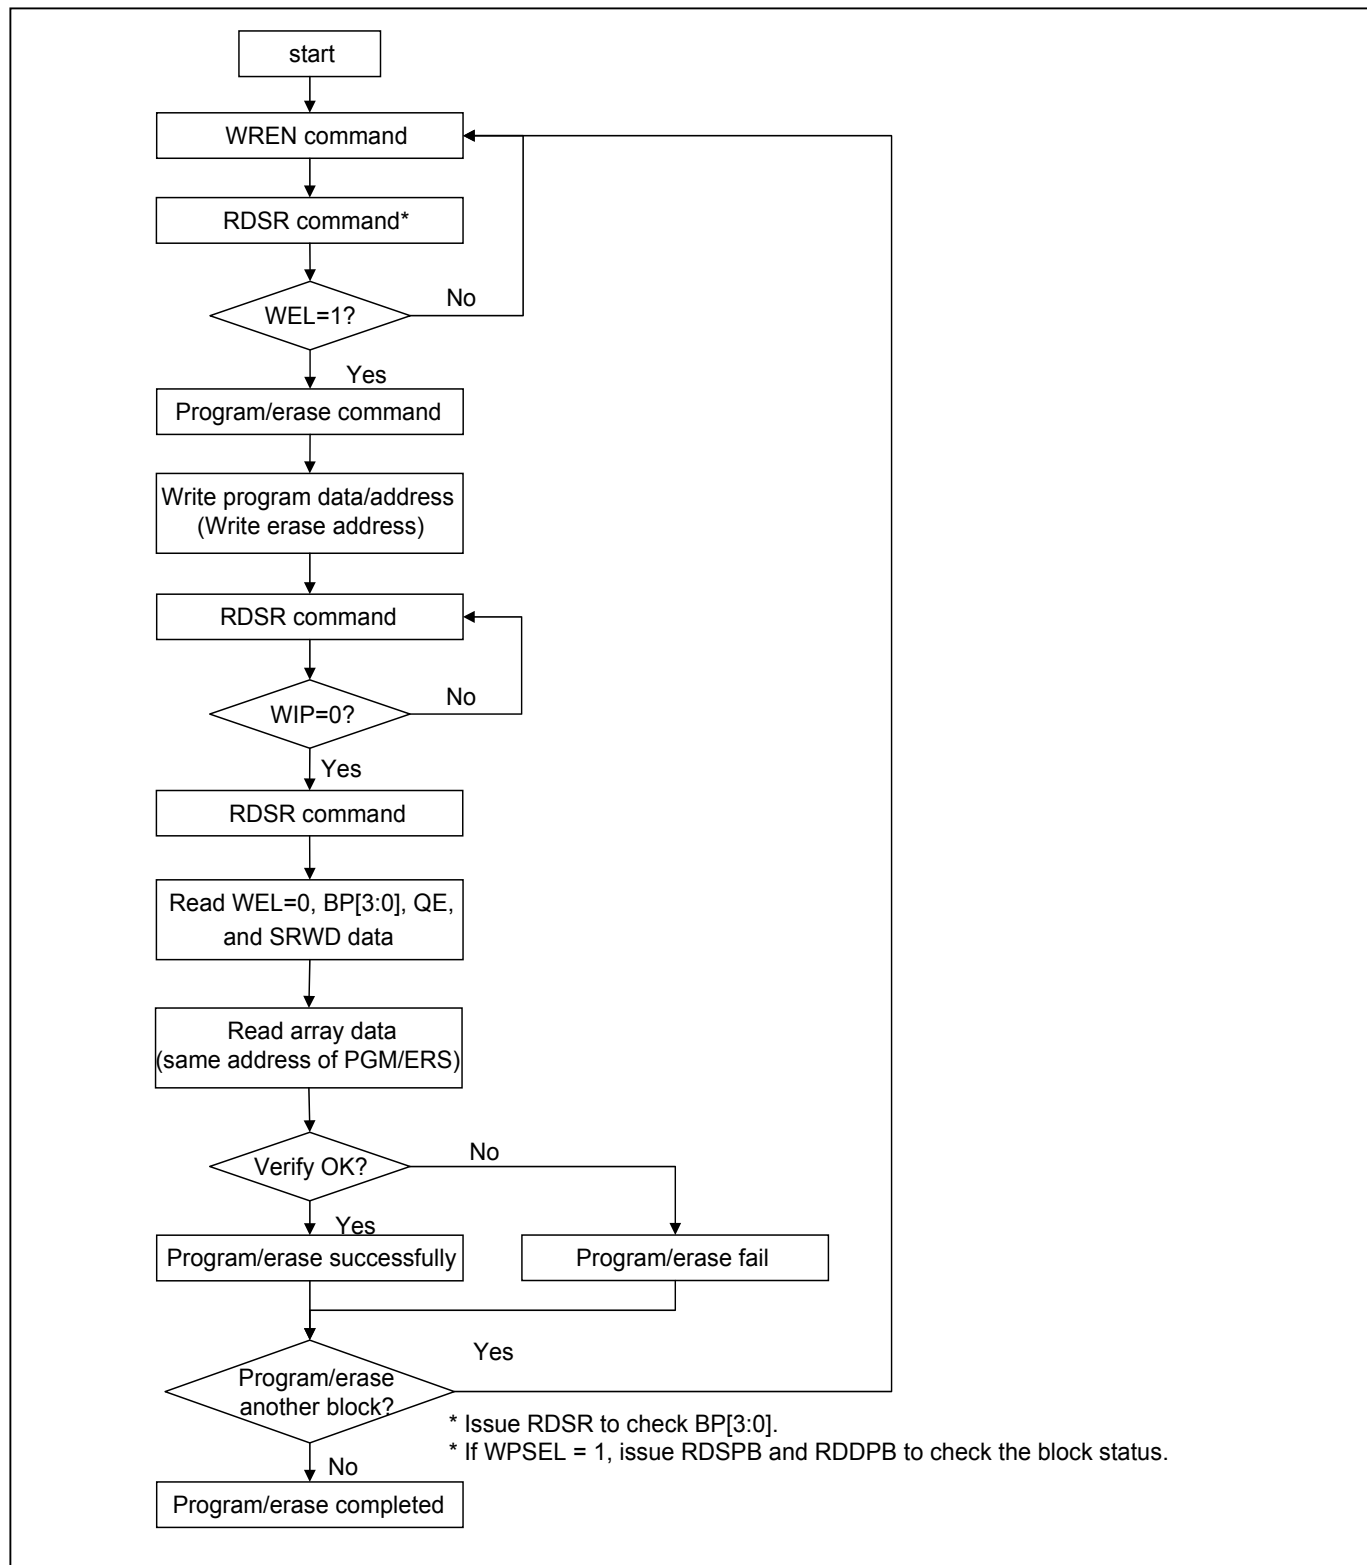 start
WREN command
RDSR command*
WEL=1?
No
Yes
Program/erase command
Write program data/address
(Write erase address)
RDSR command
WIP=0?
No
Yes
RDSR command
Read WEL=0, BP[3:0], QE,
and SRWD data
Read array data
(same address of PGM/ERS)
Verify OK?
No
Yes
Program/erase successfully
Program/erase fail
Yes
Program/erase
another block?
* Issue RDSR to check BP[3:0].
* If WPSEL = 1, issue RDSPB and RDDPB to check the block status.
No
Program/erase completed